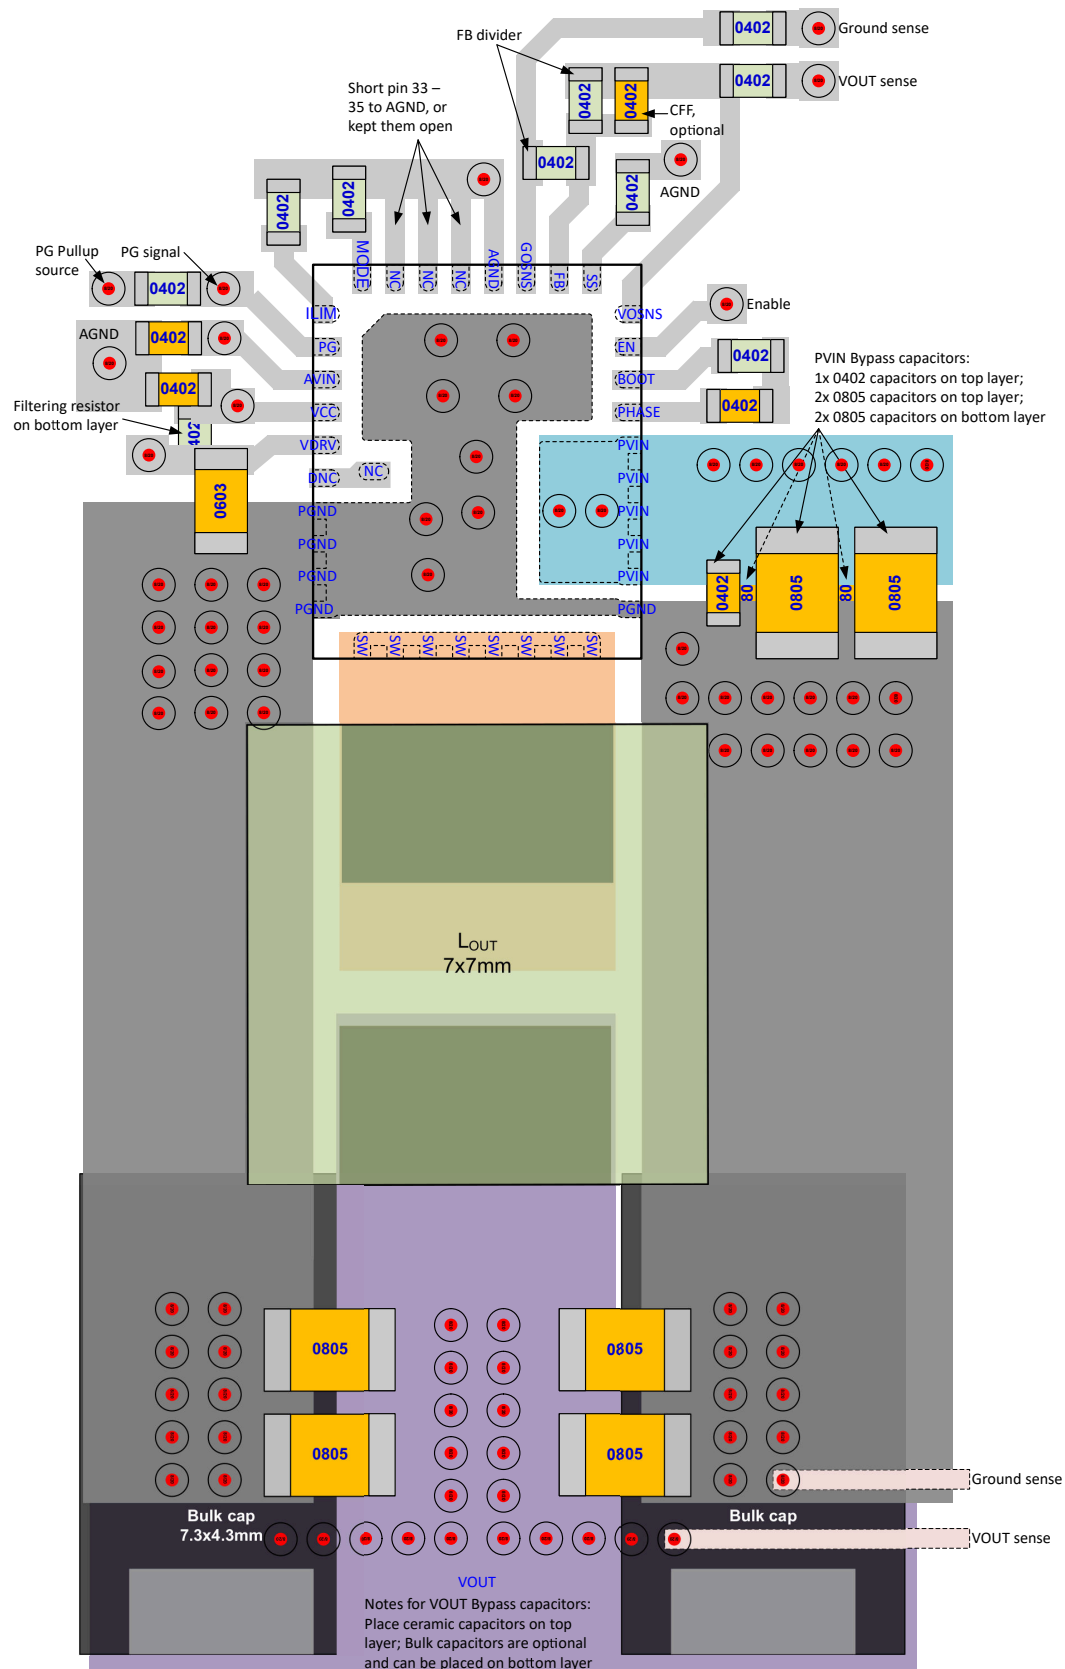 0402
Ground sense
FB divider
0402
VOUT sense
0402
0402
CFF,
optional
Short pin 33 –
35 to AGND, or
kept them open
0402
AGND
0402
0402
0402
MODE
NC
NC
NC
AGND
GOSNS
FB
SS
PG Pullup
source
PG signal
0402
ILIM
VOSNS
Enable
AGND
0402
PG
EN
0402
AVIN
BOOT
PVIN Bypass capacitors:
1x 0402 capacitors on top layer;
2x 0805 capacitors on top layer;
2x 0805 capacitors on bottom layer
0402
VCC
PHASE
0402
Filtering resistor
on bottom layer
402
VDRV
PVIN
DNC
NC
PVIN
0603
PGND
PVIN
PGND
PVIN
PGND
PVIN
PGND
PGND
0402
80
0805
80
0805
SW
SW
SW
SW
SW
SW
SW
SW
LOUT
7x7mm
0805
0805
0805
0805
Ground sense
Bulk cap
7.3x4.3mm
Bulk cap
VOUT sense
VOUT
Notes for VOUT Bypass capacitors:
Place ceramic capacitors on top
layer; Bulk capacitors are optional
and can be placed on bottom layer